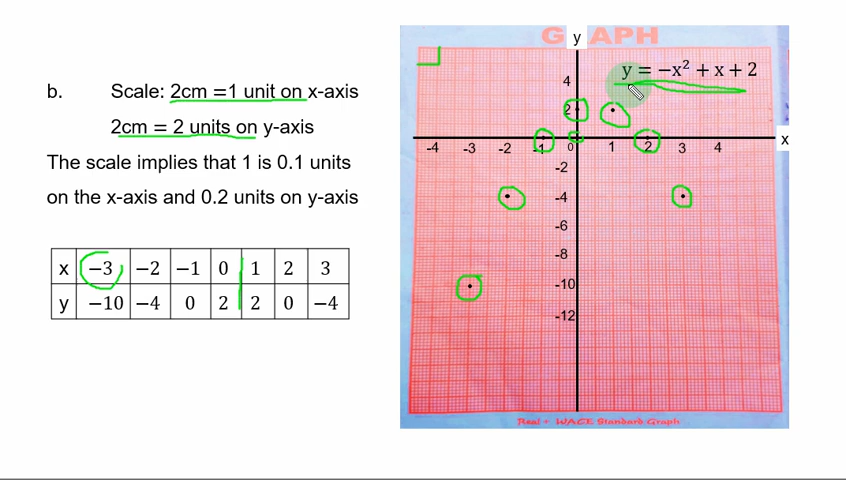 GRAPH
y
b. Scale: 2cm =1 unit on x-axis
2cm = 2 units on y-axis
The scale implies that 1 is 0.1 units
on the x-axis and 0.2 units on y-axis
x −3 −2 −1 0 1 2 3
y −10 −4 0 2 2 0 −4
y = −x² + x + 2
4
2
x
-4 -3 -2 -1 0 1 2 3 4
-2
-4
-6
-8
-10
-12
Real + WACE Standard Graph